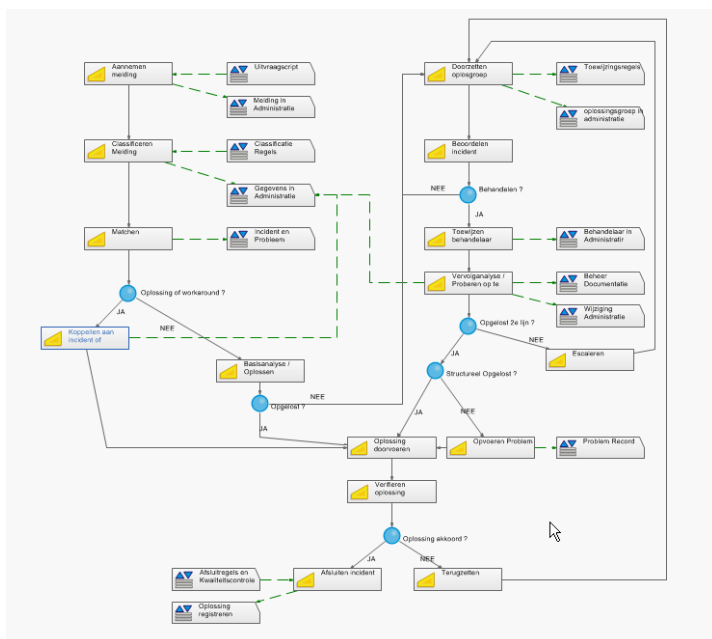 Aannemen
melding
Uitvraagscript
Melding in
Administratie
Classificeren
Melding
Classificatie
Regels
Gegevens in
Administratie
Matchen
Incident en
Probleem
Oplossing of workaround ?
JA
NEE
Koppelen aan
incident of
Basisanalyse /
Oplossen
Opgelost ?
NEE
JA
Doorzetten
oplosgroep
Toewijzingsregels
oplossingsgroep in
administratie
Beoordelen
incident
NEE
Behandelen ?
JA
Toewijzen
behandelaar
Behandelaar in
Administratir
Vervolganalyse /
Proberen op te
Beheer
Documentatie
Wijziging
Administratie
Opgelost 2e lijn ?
JA
NEE
Escaleren
Structureel Opgelost ?
JA
NEE
Oplossing
doorvoeren
Opvoeren Problem
Problem Record
Verifieren
oplossing
Oplossing akkoord ?
JA
NEE
Afsluitregels en
Kwaliteitscontrole
Afsluiten incident
Terugzetten
Oplossing
registreren